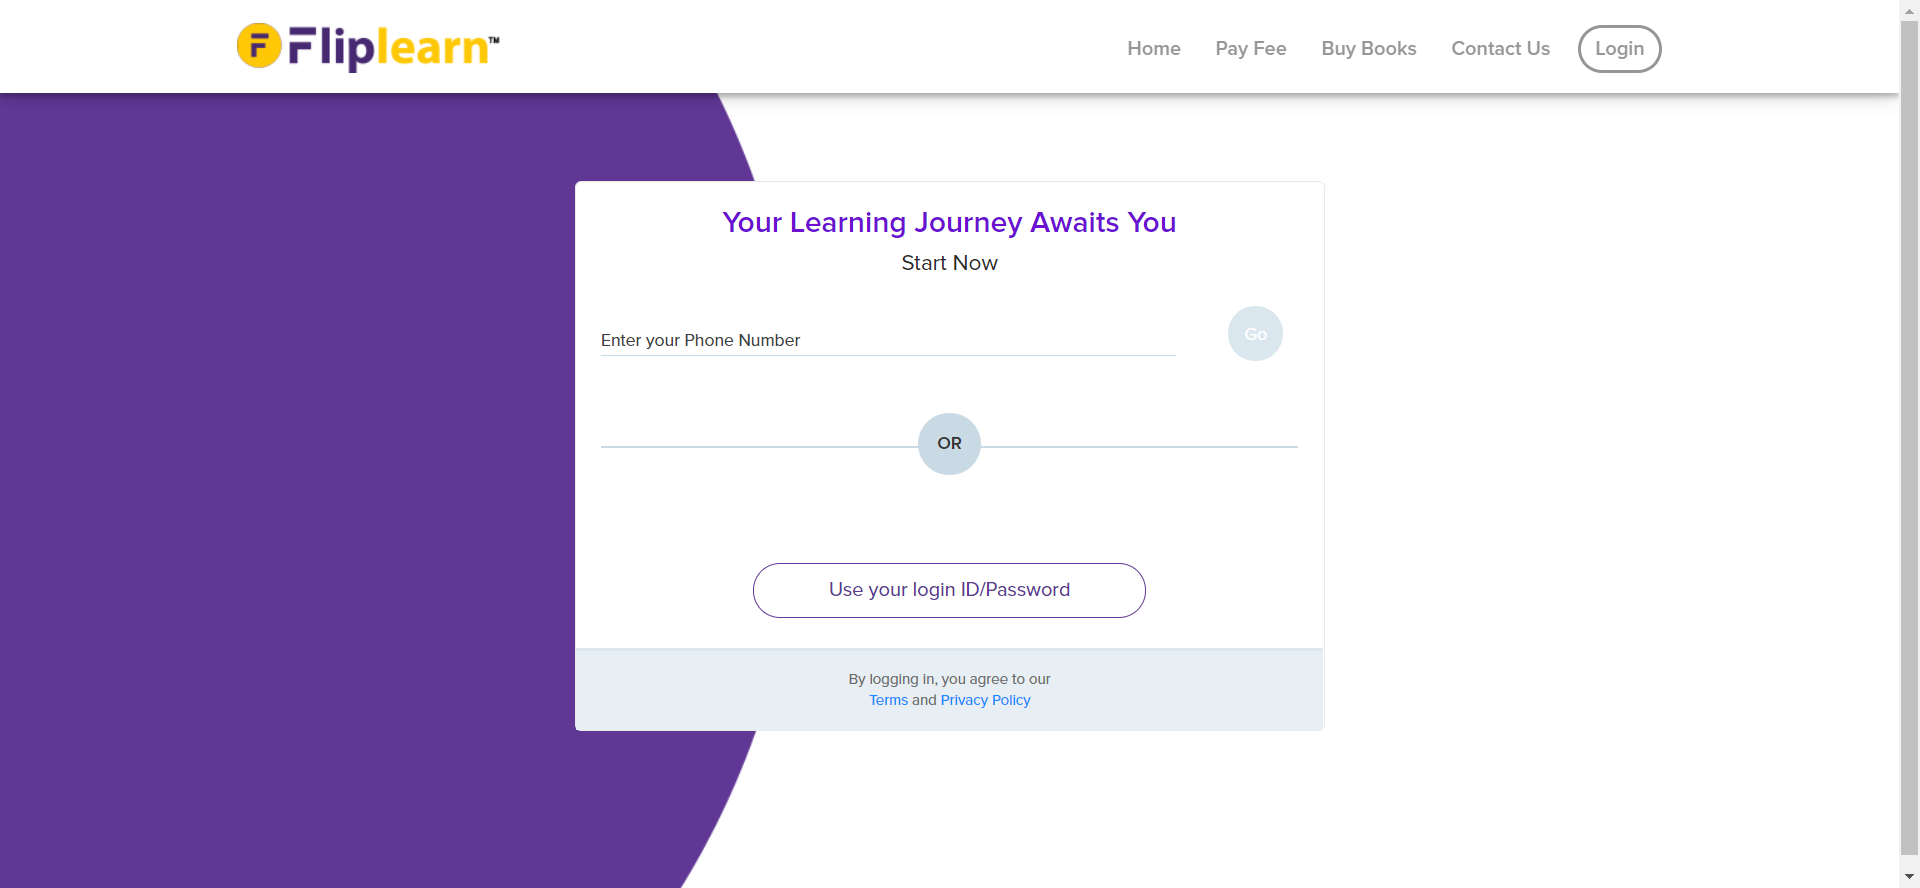 F Fliplearn™
Home Pay Fee Buy Books Contact Us Login
Your Learning Journey Awaits You
Start Now
Enter your Phone Number
Go
OR
Use your login ID/Password
By logging in, you agree to our
Terms and Privacy Policy